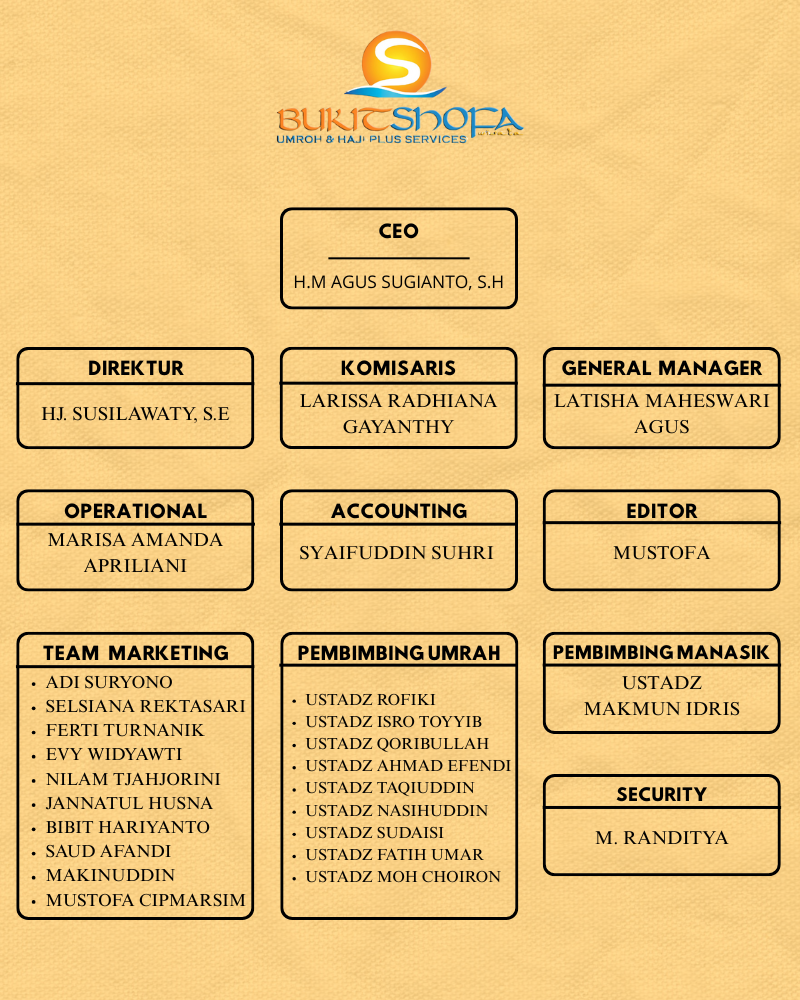 S
BUKITSHOFA
UMROH & HAJI PLUS SERVICES wisata
CEO
H.M AGUS SUGIANTO, S.H
DIREKTUR
HJ. SUSILAWATY, S.E
KOMISARIS
LARISSA RADHIANA
GAYANTHY
GENERAL MANAGER
LATISHA MAHESWARI
AGUS
OPERATIONAL
MARISA AMANDA
APRILIANI
ACCOUNTING
SYAIFUDDIN SUHRI
EDITOR
MUSTOFA
TEAM MARKETING
• ADI SURYONO
• SELSIANA REKTASARI
• FERTI TURNANIK
• EVY WIDYAWTI
• NILAM TJAHJORINI
• JANNATUL HUSNA
• BIBIT HARIYANTO
• SAUD AFANDI
• MAKINUDDIN
• MUSTOFA CIPMARSIM
PEMBIMBING UMRAH
• USTADZ ROFIKI
• USTADZ ISRO TOYYIB
• USTADZ QORIBULLAH
• USTADZ AHMAD EFENDI
• USTADZ TAQIUDDIN
• USTADZ NASIHUDDIN
• USTADZ SUDAISI
• USTADZ FATIH UMAR
• USTADZ MOH CHOIRON
PEMBIMBING MANASIK
USTADZ
MAKMUN IDRIS
SECURITY
M. RANDITYA